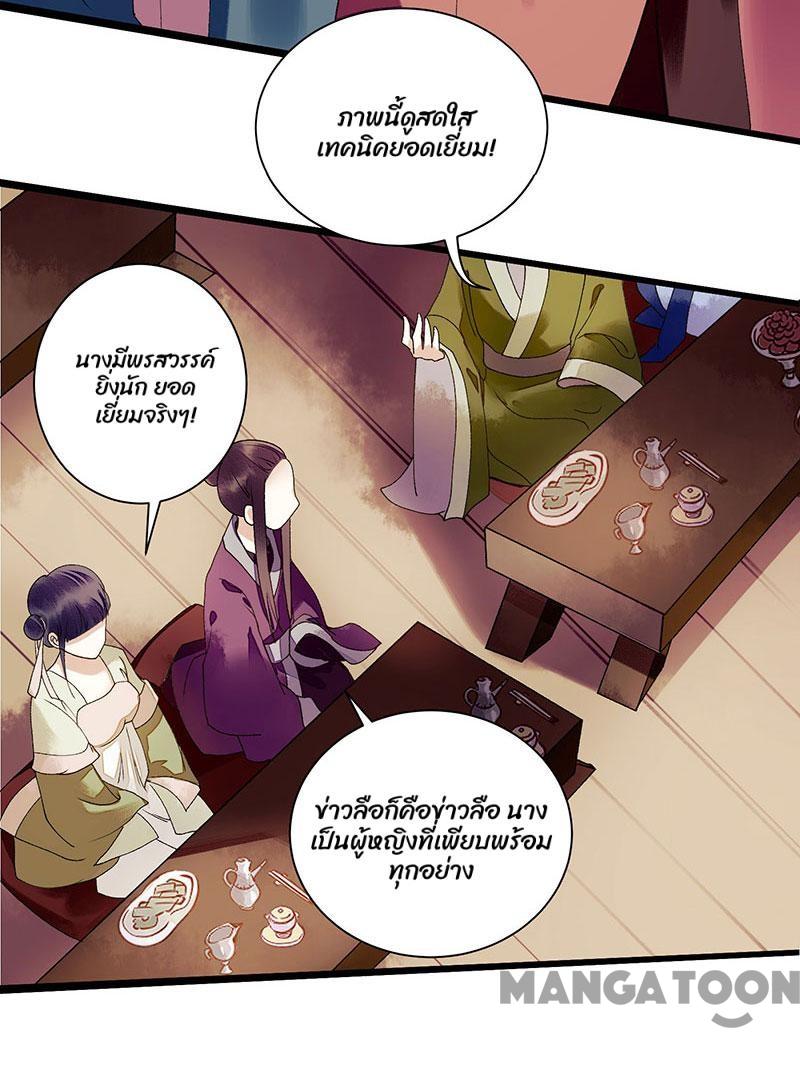 ภาพนี้ดูสดใส
เทคนิคยอดเยี่ยม!
นางมีพรสวรรค์
ยิ่งนัก ยอด
เยี่ยมจริงๆ!
ข่าวลือก็คือข่าวลือ นาง
เป็นผู้หญิงที่เพียบพร้อม
ทุกอย่าง
MANGATOON